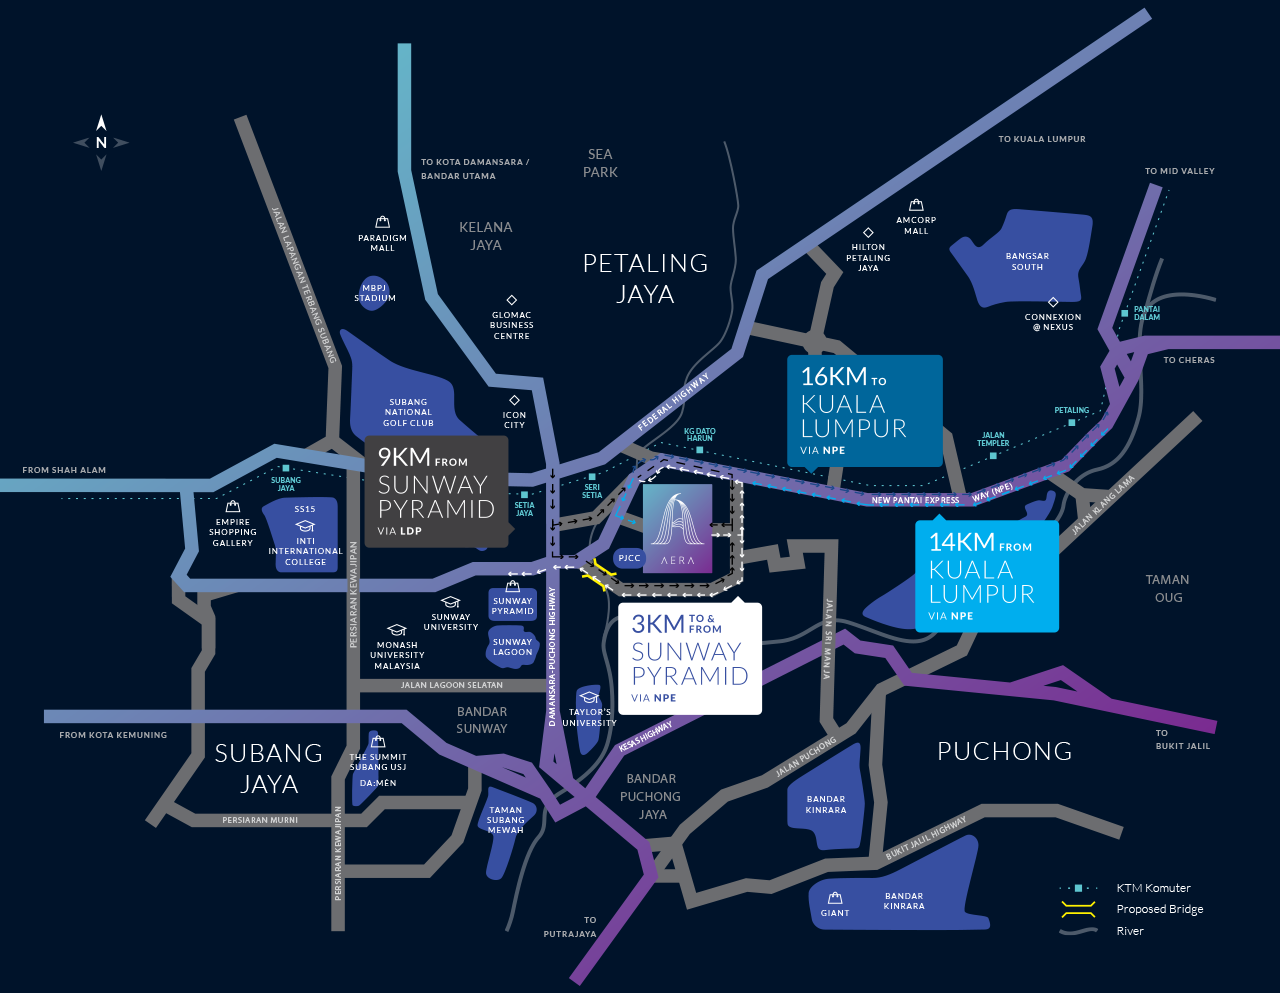 TO KUALA LUMPUR
N
SEA
PARK
TO KOTA DAMANSARA /
BANDAR UTAMA
TO MID VALLEY
JALAN LAPANGAN TERBANG SUBANG
PARADIGM
MALL
KELANA
JAYA
AMCORP
MALL
HILTON
PETALING
JAYA
BANGSAR
SOUTH
PETALING
JAYA
MBPJ
STADIUM
GLOMAC
BUSINESS
CENTRE
CONNEXION
@ NEXUS
PANTAI
DALAM
TO CHERAS
SUBANG
NATIONAL
GOLF CLUB
ICON
CITY
FEDERAL HIGHWAY
16KM TO
KUALA
LUMPUR
VIA NPE
PETALING
KG DATO
HARUN
JALAN
TEMPLER
FROM SHAH ALAM
SUBANG
JAYA
9KM FROM
SUNWAY
PYRAMID
VIA LDP
SERI
SETIA
SETIA
JAYA
NEW PANTAI EXPRESS
WAY (NPE)
JALAN KLANG LAMA
EMPIRE
SHOPPING
GALLERY
SS15
INTI
INTERNATIONAL
COLLEGE
PJCC
AERA
14KM FROM
KUALA
LUMPUR
VIA NPE
TAMAN
OUG
PERSIARAN KEWAJIPAN
SUNWAY
PYRAMID
SUNWAY
UNIVERSITY
SUNWAY
LAGOON
MONASH
UNIVERSITY
MALAYSIA
DAMANSARA-PUCHONG HIGHWAY
3KM TO &
FROM
SUNWAY
PYRAMID
VIA NPE
JALAN SRI MANJA
JALAN LAGOON SELATAN
BANDAR
SUNWAY
TAYLOR'S
UNIVERSITY
KESAS HIGHWAY
FROM KOTA KEMUNING
SUBANG
JAYA
THE SUMMIT
SUBANG USJ
DA:MÉN
PUCHONG
TO
BUKIT JALIL
JALAN PUCHONG
BANDAR
PUCHONG
JAYA
BANDAR
KINRARA
TAMAN
SUBANG
MEWAH
PERSIARAN MURNI
PERSIARAN KEWAJIPAN
BUKIT JALIL HIGHWAY
GIANT
BANDAR
KINRARA
TO
PUTRAJAYA
KTM Komuter
Proposed Bridge
River